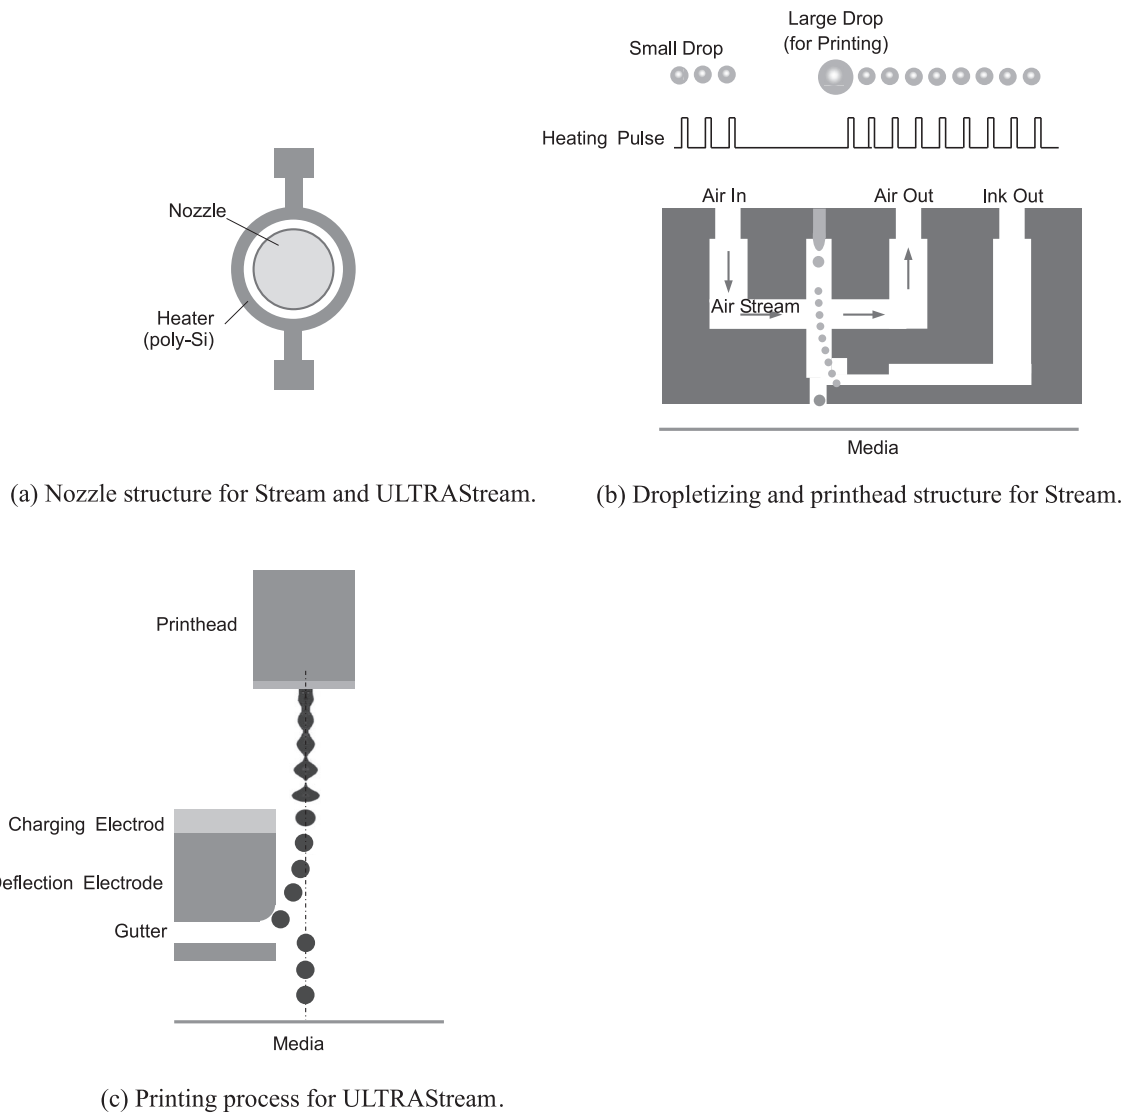 Nozzle
Heater
(poly-Si)
(a) Nozzle structure for Stream and ULTRAStream.
Large Drop
(for Printing)
Small Drop
Heating Pulse
Air In
Air Out
Ink Out
Air Stream
Media
(b) Dropletizing and printhead structure for Stream.
Printhead
Charging Electrod
eflection Electrode
Gutter
Media
(c) Printing process for ULTRAStream.